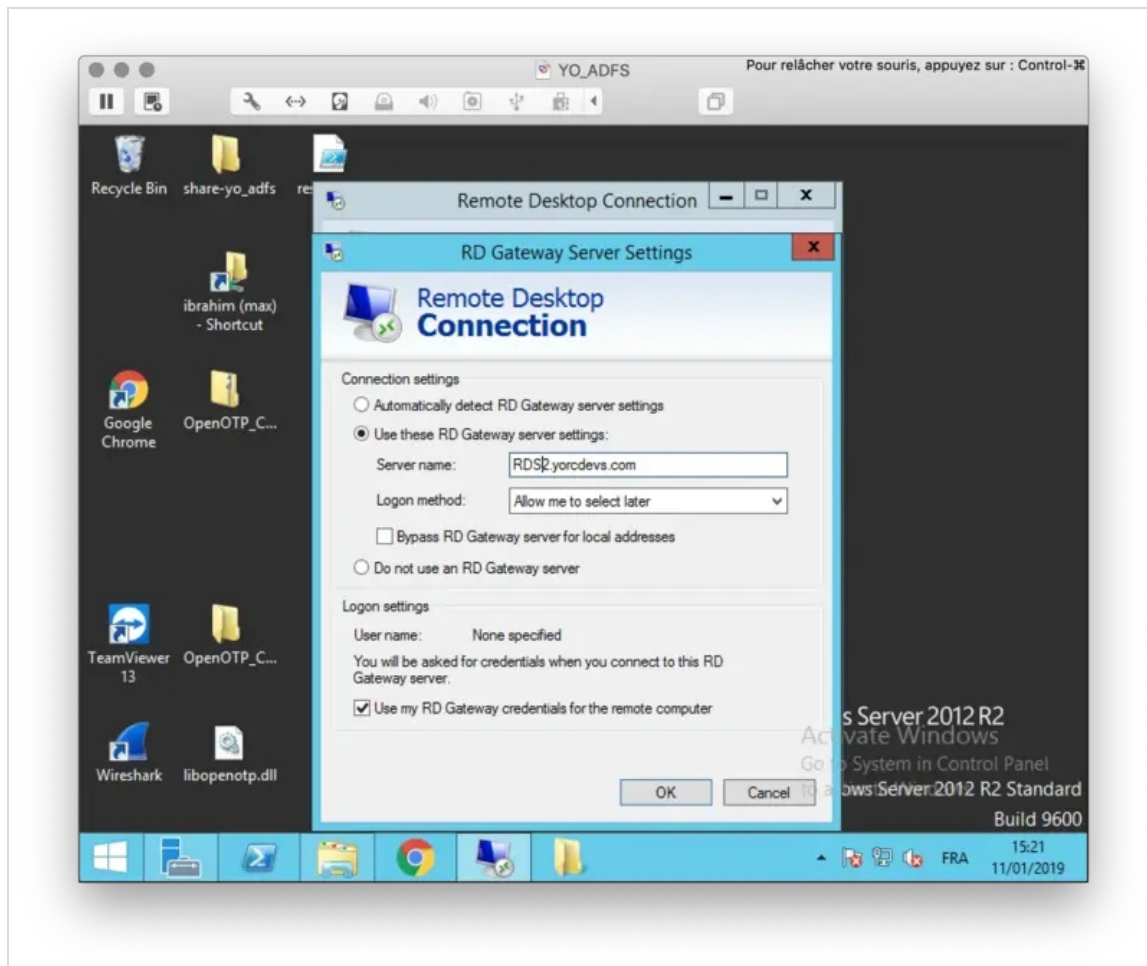 YO_ADFS
Pour relâcher votre souris, appuyez sur : Control-⌘
Recycle Bin
share-yo_adfs
res
ibrahim (max)
- Shortcut
Google
Chrome
OpenOTP_C...
TeamViewer
13
OpenOTP_C...
Wireshark
libopenotp.dll
Remote Desktop Connection
RD Gateway Server Settings
Remote Desktop
Connection
Connection settings
Automatically detect RD Gateway server settings
Use these RD Gateway server settings:
Server name: RDS2.yorcdevs.com
Logon method: Allow me to select later
Bypass RD Gateway server for local addresses
Do not use an RD Gateway server
Logon settings
User name: None specified
You will be asked for credentials when you connect to this RD
Gateway server.
Use my RD Gateway credentials for the remote computer
OK
Cancel
s Server 2012 R2
Activate Windows
Go to System in Control Panel
to a
ows Server 2012 R2 Standard
Build 9600
FRA
15:21
11/01/2019